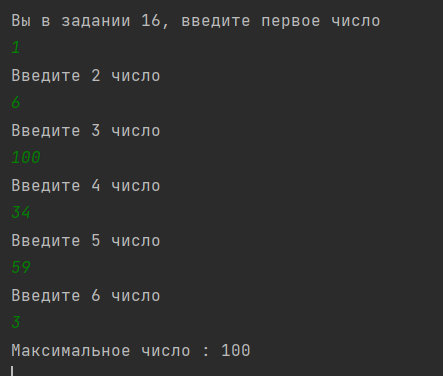 Вы в задании 16, введите первое число
1
Введите 2 число
6
Введите 3 число
100
Введите 4 число
34
Введите 5 число
59
Введите 6 число
3
Максимальное число : 100